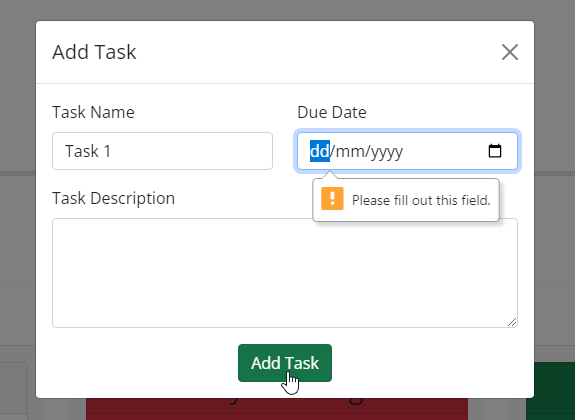 Add Task
Task Name
Due Date
Task 1
dd/mm/yyyy
Please fill out this field.
Task Description
Add Task